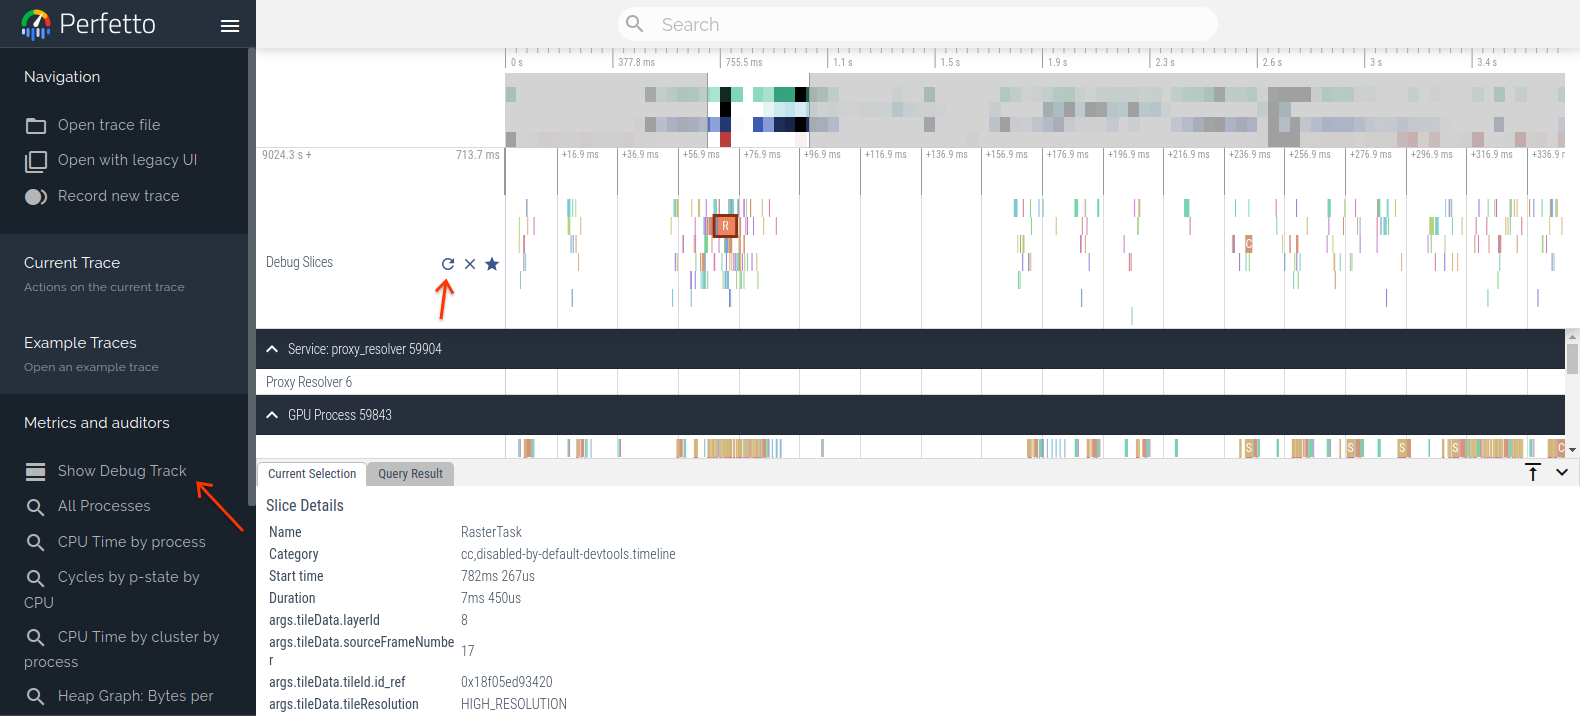 Perfetto
Search
Navigation
Open trace file
Open with legacy UI
Record new trace
Current Trace
Actions on the current trace
Example Traces
Open an example trace
Metrics and auditors
Show Debug Track
All Processes
CPU Time by process
Cycles by p-state by
CPU
CPU Time by cluster by
process
Heap Graph: Bytes per
0 s 377.8 ms 755.5 ms 1.1 s 1.5 s 1.9 s 2.3 s 2.6 s 3 s 3.4 s
9024.3 s + 713.7 ms +16.9 ms +36.9 ms +56.9 ms +76.9 ms +96.9 ms +116.9 ms +136.9 ms +156.9 ms +176.9 ms +196.9 ms +216.9 ms +236.9 ms +256.9 ms +276.9 ms +296.9 ms +316.9 ms +336.9 r
R
C
Debug Slices
Service: proxy_resolver 59904
Proxy Resolver 6
GPU Process 59843
S S S S C
Current Selection Query Result
Slice Details
Name RasterTask
Category cc,disabled-by-default-devtools.timeline
Start time 782ms 267us
Duration 7ms 450us
args.tileData.layerId 8
args.tileData.sourceFrameNumbe
r 17
args.tileData.tileId.id_ref 0x18f05ed93420
args.tileData.tileResolution HIGH_RESOLUTION